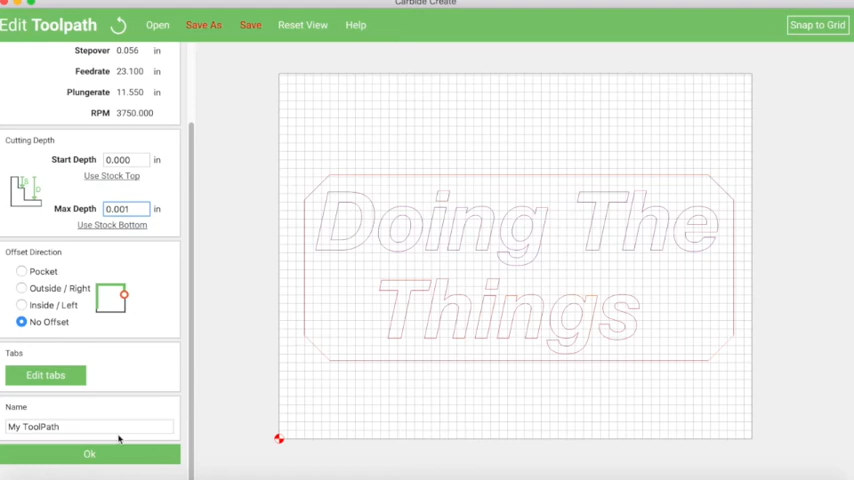 Carbide Create
Edit Toolpath Open Save As Save Reset View Help Snap to Grid
Stepover 0.056 in
Feedrate 23.100 in
Plungerate 11.550 in
RPM 3750.000
Cutting Depth
Start Depth 0.000 in
Use Stock Top
Max Depth 0.001 in
Use Stock Bottom
Offset Direction
Pocket
Outside / Right
Inside / Left
No Offset
Tabs
Edit tabs
Name
My ToolPath
Ok
Doing The
Things